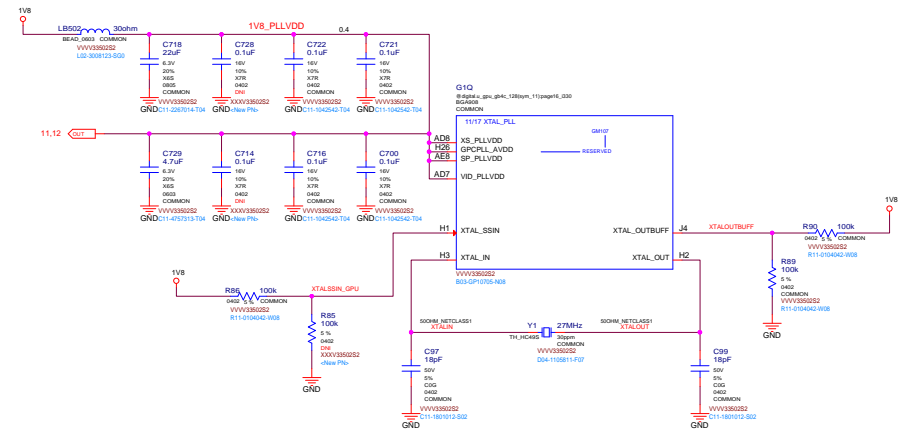 1V8
LB502 30ohm
BEAD_0603 COMMON
VVVV33502S2
L02-3008123-SG0
1V8_PLLVDD
0.4
C718
22uF
6.3V
20%
X6S
0805
COMMON
VVVV33502S2
GND C11-2267014-T04
C728
0.1uF
16V
10%
X7R
0402
DNI
XXXV33502S2
GND <New PN>
C722
0.1uF
16V
10%
X7R
0402
COMMON
VVVV33502S2
GND C11-1042542-T04
C721
0.1uF
16V
10%
X7R
0402
COMMON
VVVV33502S2
GND C11-1042542-T04
11,12 OUT
C729
4.7uF
6.3V
20%
X6S
0603
COMMON
VVVV33502S2
GND C11-4757313-T04
C714
0.1uF
16V
10%
X7R
0402
DNI
XXXV33502S2
GND <New PN>
C716
0.1uF
16V
10%
X7R
0402
COMMON
VVVV33502S2
GND C11-1042542-T04
C700
0.1uF
16V
10%
X7R
0402
COMMON
VVVV33502S2
GND C11-1042542-T04
G1Q
@digital.u_gpu_gb4c_128(sym_11):page16_i330
BGA908
COMMON
11/17 XTAL_PLL
GM107
RESERVED
AD8 XS_PLLVDD
H26 GPCPLL_AVDD
AE8 SP_PLLVDD
AD7 VID_PLLVDD
H1 XTAL_SSIN
H3 XTAL_IN
XTAL_OUTBUFF J4
XTAL_OUT H2
VVVV33502S2
B03-GP10705-N08
XTALOUTBUFF
1V8
R90 100k
0402 5 % COMMON
VVVV33502S2
R11-0104042-W08
R89
100k
5 %
0402
COMMON
VVVV33502S2
R11-0104042-W08
GND
1V8
R86 100k
0402 5 % COMMON
VVVV33502S2
R11-0104042-W08
XTALSSIN_GPU
R85
100k
5 %
0402
DNI
XXXV33502S2
<New PN>
GND
50OHM_NETCLASS1
XTALIN
Y1 27MHz
TH_HC49S 30ppm
COMMON
VVVV33502S2
D04-1105811-F07
50OHM_NETCLASS1
XTALOUT
C97
18pF
50V
5%
C0G
0402
COMMON
VVVV33502S2
C11-1801012-S02
GND
C99
18pF
50V
5%
C0G
0402
COMMON
VVVV33502S2
C11-1801012-S02
GND